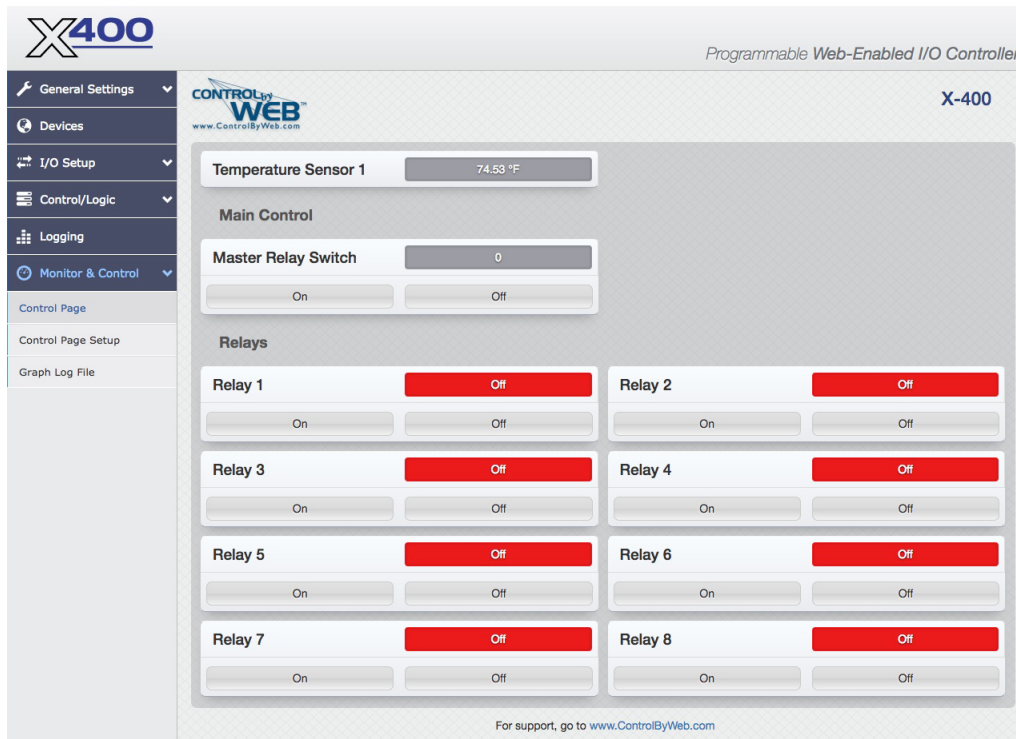 X400
Programmable Web-Enabled I/O Controller
General Settings
Devices
I/O Setup
Control/Logic
Logging
Monitor & Control
Control Page
Control Page Setup
Graph Log File
CONTROL by WEB™
www.ControlByWeb.com
X-400
Temperature Sensor 1 74.53 °F
Main Control
Master Relay Switch 0
On Off
Relays
Relay 1 Off Relay 2 Off
On Off On Off
Relay 3 Off Relay 4 Off
On Off On Off
Relay 5 Off Relay 6 Off
On Off On Off
Relay 7 Off Relay 8 Off
On Off On Off
For support, go to www.ControlByWeb.com